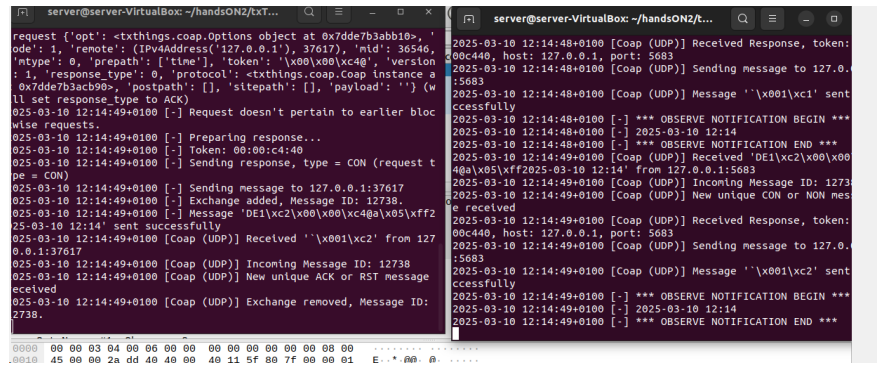 server@server-VirtualBox: ~/handsON2/txT...
request {'opt': <txthings.coap.Options object at 0x7dde7b3abb10>, '
ode': 1, 'remote': (IPv4Address('127.0.0.1'), 37617), 'mid': 36546,
'mtype': 0, 'prepath': ['time'], 'token': '\x00\x00\xc4@', 'version
: 1, 'response_type': 0, 'protocol': <txthings.coap.Coap instance a
0x7dde7b3acb90>, 'postpath': [], 'sitepath': [], 'payload': ''} (w
ll set response_type to ACK)
025-03-10 12:14:49+0100 [-] Request doesn't pertain to earlier bloc
wise requests.
025-03-10 12:14:49+0100 [-] Preparing response...
025-03-10 12:14:49+0100 [-] Token: 00:00:c4:40
025-03-10 12:14:49+0100 [-] Sending response, type = CON (request t
pe = CON)
025-03-10 12:14:49+0100 [-] Sending message to 127.0.0.1:37617
025-03-10 12:14:49+0100 [-] Exchange added, Message ID: 12738.
025-03-10 12:14:49+0100 [-] Message 'DE1\xc2\x00\x00\xc4@a\x05\xff2
25-03-10 12:14' sent successfully
025-03-10 12:14:49+0100 [Coap (UDP)] Received '`\x001\xc2' from 127
0.0.1:37617
025-03-10 12:14:49+0100 [Coap (UDP)] Incoming Message ID: 12738
025-03-10 12:14:49+0100 [Coap (UDP)] New unique ACK or RST message
eceived
025-03-10 12:14:49+0100 [Coap (UDP)] Exchange removed, Message ID:
2738.
server@server-VirtualBox: ~/handsON2/t...
2025-03-10 12:14:48+0100 [Coap (UDP)] Received Response, token:
00c440, host: 127.0.0.1, port: 5683
2025-03-10 12:14:48+0100 [Coap (UDP)] Sending message to 127.0.
:5683
2025-03-10 12:14:48+0100 [Coap (UDP)] Message '`\x001\xc1' sent
ccessfully
2025-03-10 12:14:48+0100 [-] *** OBSERVE NOTIFICATION BEGIN ***
2025-03-10 12:14:48+0100 [-] 2025-03-10 12:14
2025-03-10 12:14:48+0100 [-] *** OBSERVE NOTIFICATION END ***
2025-03-10 12:14:49+0100 [Coap (UDP)] Received 'DE1\xc2\x00\x00
4@a\x05\xff2025-03-10 12:14' from 127.0.0.1:5683
2025-03-10 12:14:49+0100 [Coap (UDP)] Incoming Message ID: 1273
2025-03-10 12:14:49+0100 [Coap (UDP)] New unique CON or NON mes
e received
2025-03-10 12:14:49+0100 [Coap (UDP)] Received Response, token:
00c440, host: 127.0.0.1, port: 5683
2025-03-10 12:14:49+0100 [Coap (UDP)] Sending message to 127.0.
:5683
2025-03-10 12:14:49+0100 [Coap (UDP)] Message '`\x001\xc2' sent
ccessfully
2025-03-10 12:14:49+0100 [-] *** OBSERVE NOTIFICATION BEGIN ***
2025-03-10 12:14:49+0100 [-] 2025-03-10 12:14
2025-03-10 12:14:49+0100 [-] *** OBSERVE NOTIFICATION END ***
0000 00 00 03 04 00 06 00 00 00 00 00 00 00 00 08 00 ········ ········
0010 45 00 00 2a dd 40 40 00 40 11 5f 80 7f 00 00 01 E··*·@@· @·······